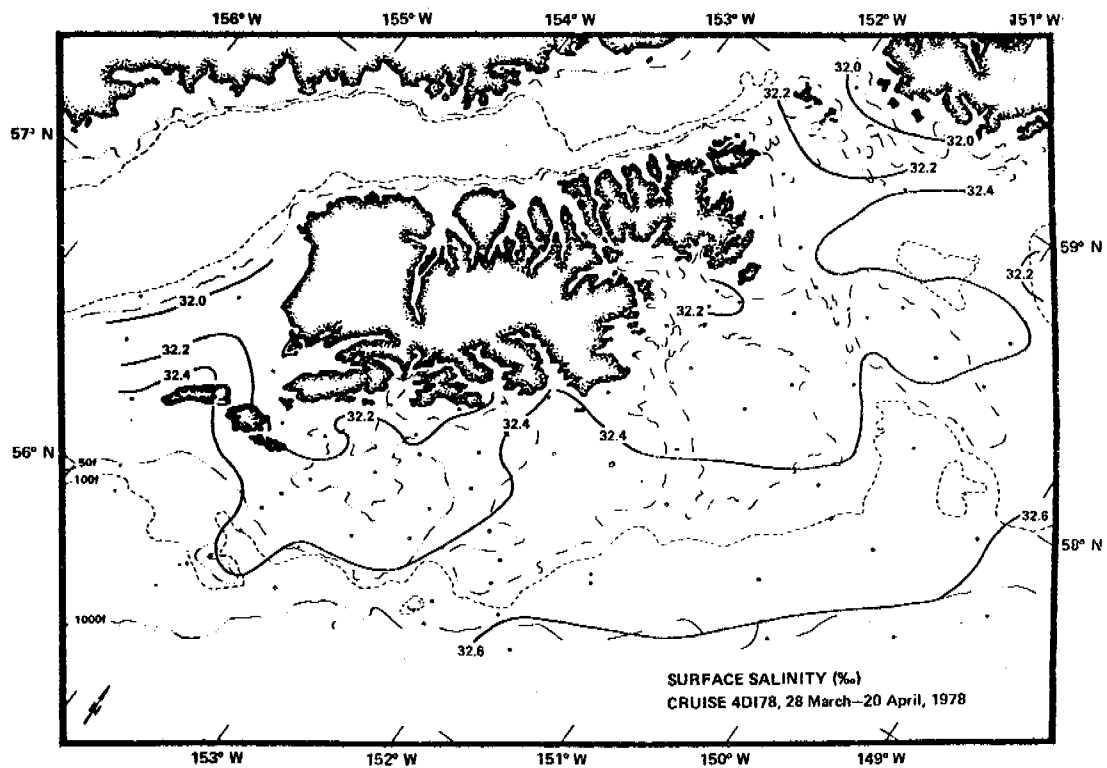 156° W 155° W 154° W 153° W 152° W 151° W
32.0
32.2
57° N
32.0
32.2
32.4
59° N
32.2
32.0
32.2
32.2
32.4
32.2
32.4
32.4
56° N
50f
100f
32.6
58° N
1000f
32.6
SURFACE SALINITY (‰)
CRUISE 4DI78, 28 March–20 April, 1978
N
153° W 152° W 151° W 150° W 149° W